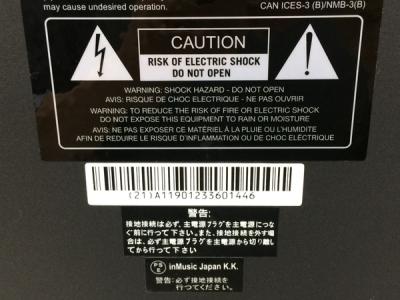 may cause undesired operation.
CAN ICES-3 (B)/NMB-3(B)
CAUTION
RISK OF ELECTRIC SHOCK
DO NOT OPEN
WARNING: SHOCK HAZARD - DO NOT OPEN
AVIS: RISQUE DE CHOC ELECTRIQUE - NE PAS OUVRIR
WARNING: TO REDUCE THE RISK OF FIRE OR ELECTRIC SHOCK
DO NOT EXPOSE THIS EQUIPMENT TO RAIN OR MOISTURE
AVIS: NE PAS EXPOSER CE MATÉRIEL À LA PLUIE OU L'HUMIDITE
AFIN DE REDUIRE LE RISQUE D'INCENDIE OU DE CHOC ÉLECTRIQUE
(21)A11901233601446
警告:
接地接続は必ず、主電源プラグを主電源につな
ぐ前に行って下さい。また、接地接続を外す場
合は、必ず主電源プラグを主電源から切り離し
てから行って下さい
PSE
inMusic Japan K.K.
警告: 必ず接地接続を
行ってください。